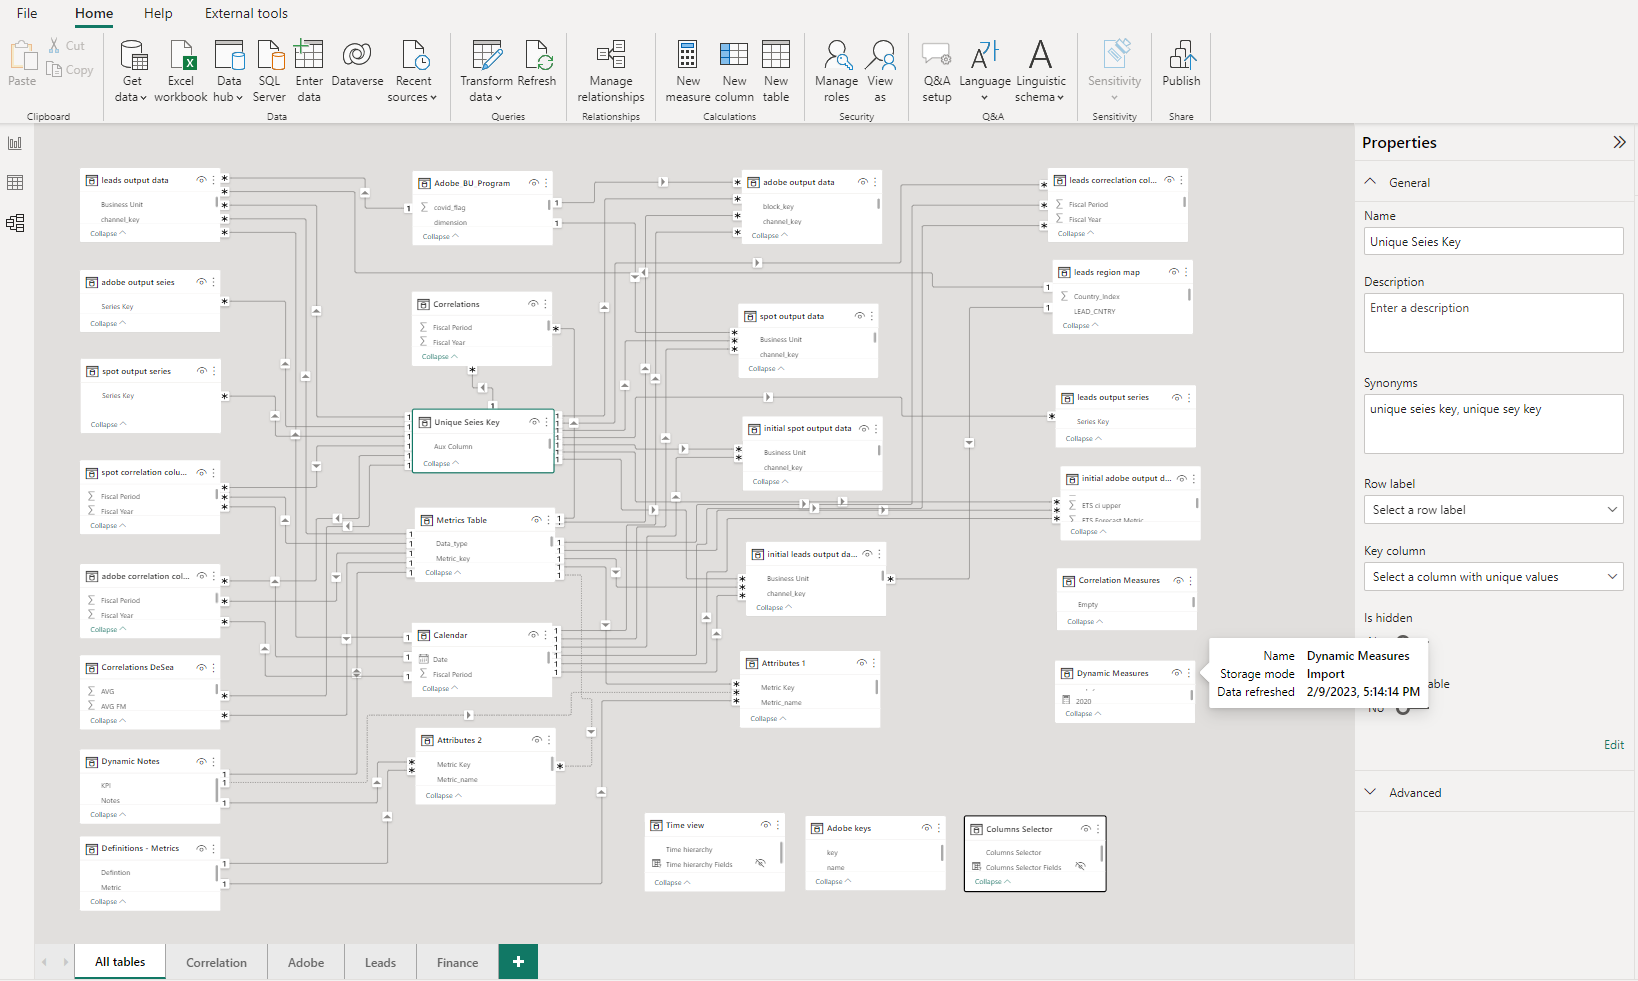 File Home Help External tools
Paste Cut Copy
Get data Excel workbook Data hub SQL Server Enter data Dataverse Recent sources
Transform data Refresh Manage relationships New measure New column New table
Manage roles View as Q&A setup Language Linguistic schema Sensitivity Publish
Clipboard Data Queries Relationships Calculations Security Q&A Sensitivity Share
leads output data
Business Unit
channel_key
Collapse
adobe output seies
Series Key
Collapse
spot output series
Series Key
Collapse
spot correlation colu...
Fiscal Period
Fiscal Year
Collapse
adobe correlation col...
Fiscal Period
Fiscal Year
Collapse
Correlations DeSea
AVG
AVG FM
Collapse
Dynamic Notes
KPI
Notes
Collapse
Definitions - Metrics
Definition
Metric
Collapse
Adobe BU Program
covid_flag
dimension
Collapse
Correlations
Fiscal Period
Fiscal Year
Collapse
Unique Seies Key
Aux Column
Collapse
Metrics Table
Data_type
Metric_key
Collapse
Calendar
Date
Fiscal Period
Collapse
Attributes 2
Metric Key
Metric_name
Collapse
adobe output data
block_key
channel_key
Collapse
spot output data
Business Unit
channel_key
Collapse
initial spot output data
Business Unit
channel_key
Collapse
initial leads output da...
Business Unit
channel_key
Collapse
Attributes 1
Metric Key
Metric_name
Collapse
Time view
Time hierarchy
Time hierarchy Fields
Collapse
Adobe keys
key
name
Collapse
Columns Selector
Columns Selector
Columns Selector Fields
Collapse
leads correclation col...
Fiscal Period
Fiscal Year
Collapse
leads region map
Country_Index
LEAD_CNTRY
Collapse
leads output series
Series Key
Collapse
initial adobe output d...
ETS ci upper
ETS Forecast Metric
Collapse
Correlation Measures
Empty
Collapse
Dynamic Measures
2020
Collapse
Name Dynamic Measures
Storage mode Import
Data refreshed 2/9/2023, 5:14:14 PM
Properties
General
Name
Unique Seies Key
Description
Enter a description
Synonyms
unique seies key, unique sey key
Row label
Select a row label
Key column
Select a column with unique values
Is hidden
No
Edit
Advanced
All tables Correlation Adobe Leads Finance +